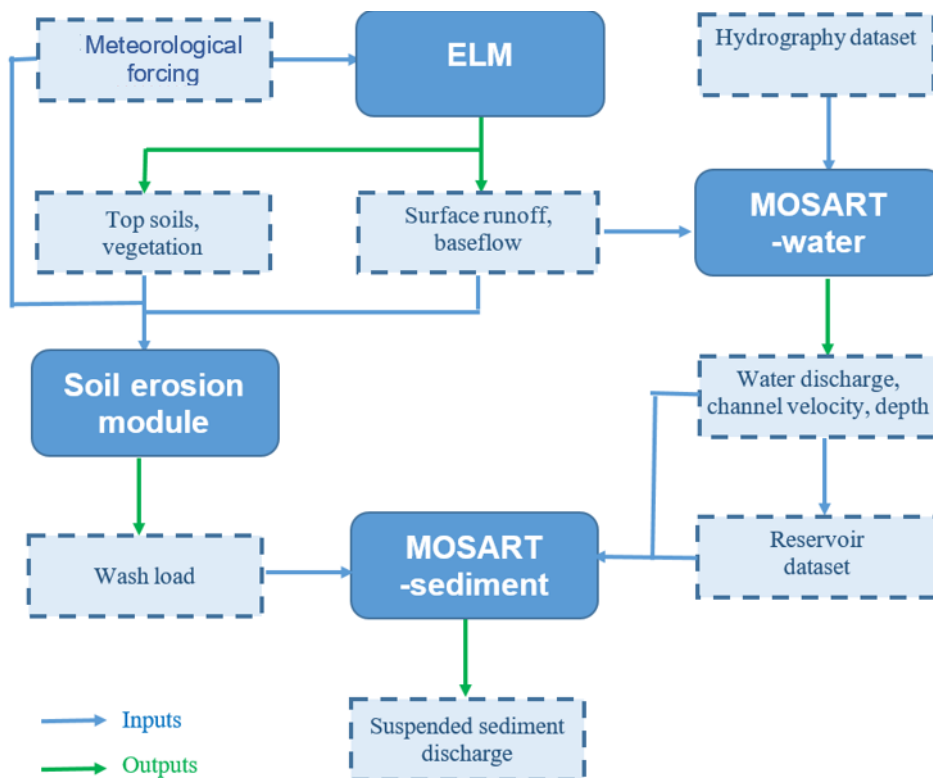 Meteorological
forcing
ELM
Hydrography dataset
Top soils,
vegetation
Surface runoff,
baseflow
MOSART
-water
Soil erosion
module
Water discharge,
channel velocity, depth
Wash load
MOSART
-sediment
Reservoir
dataset
Suspended sediment
discharge
Inputs
Outputs